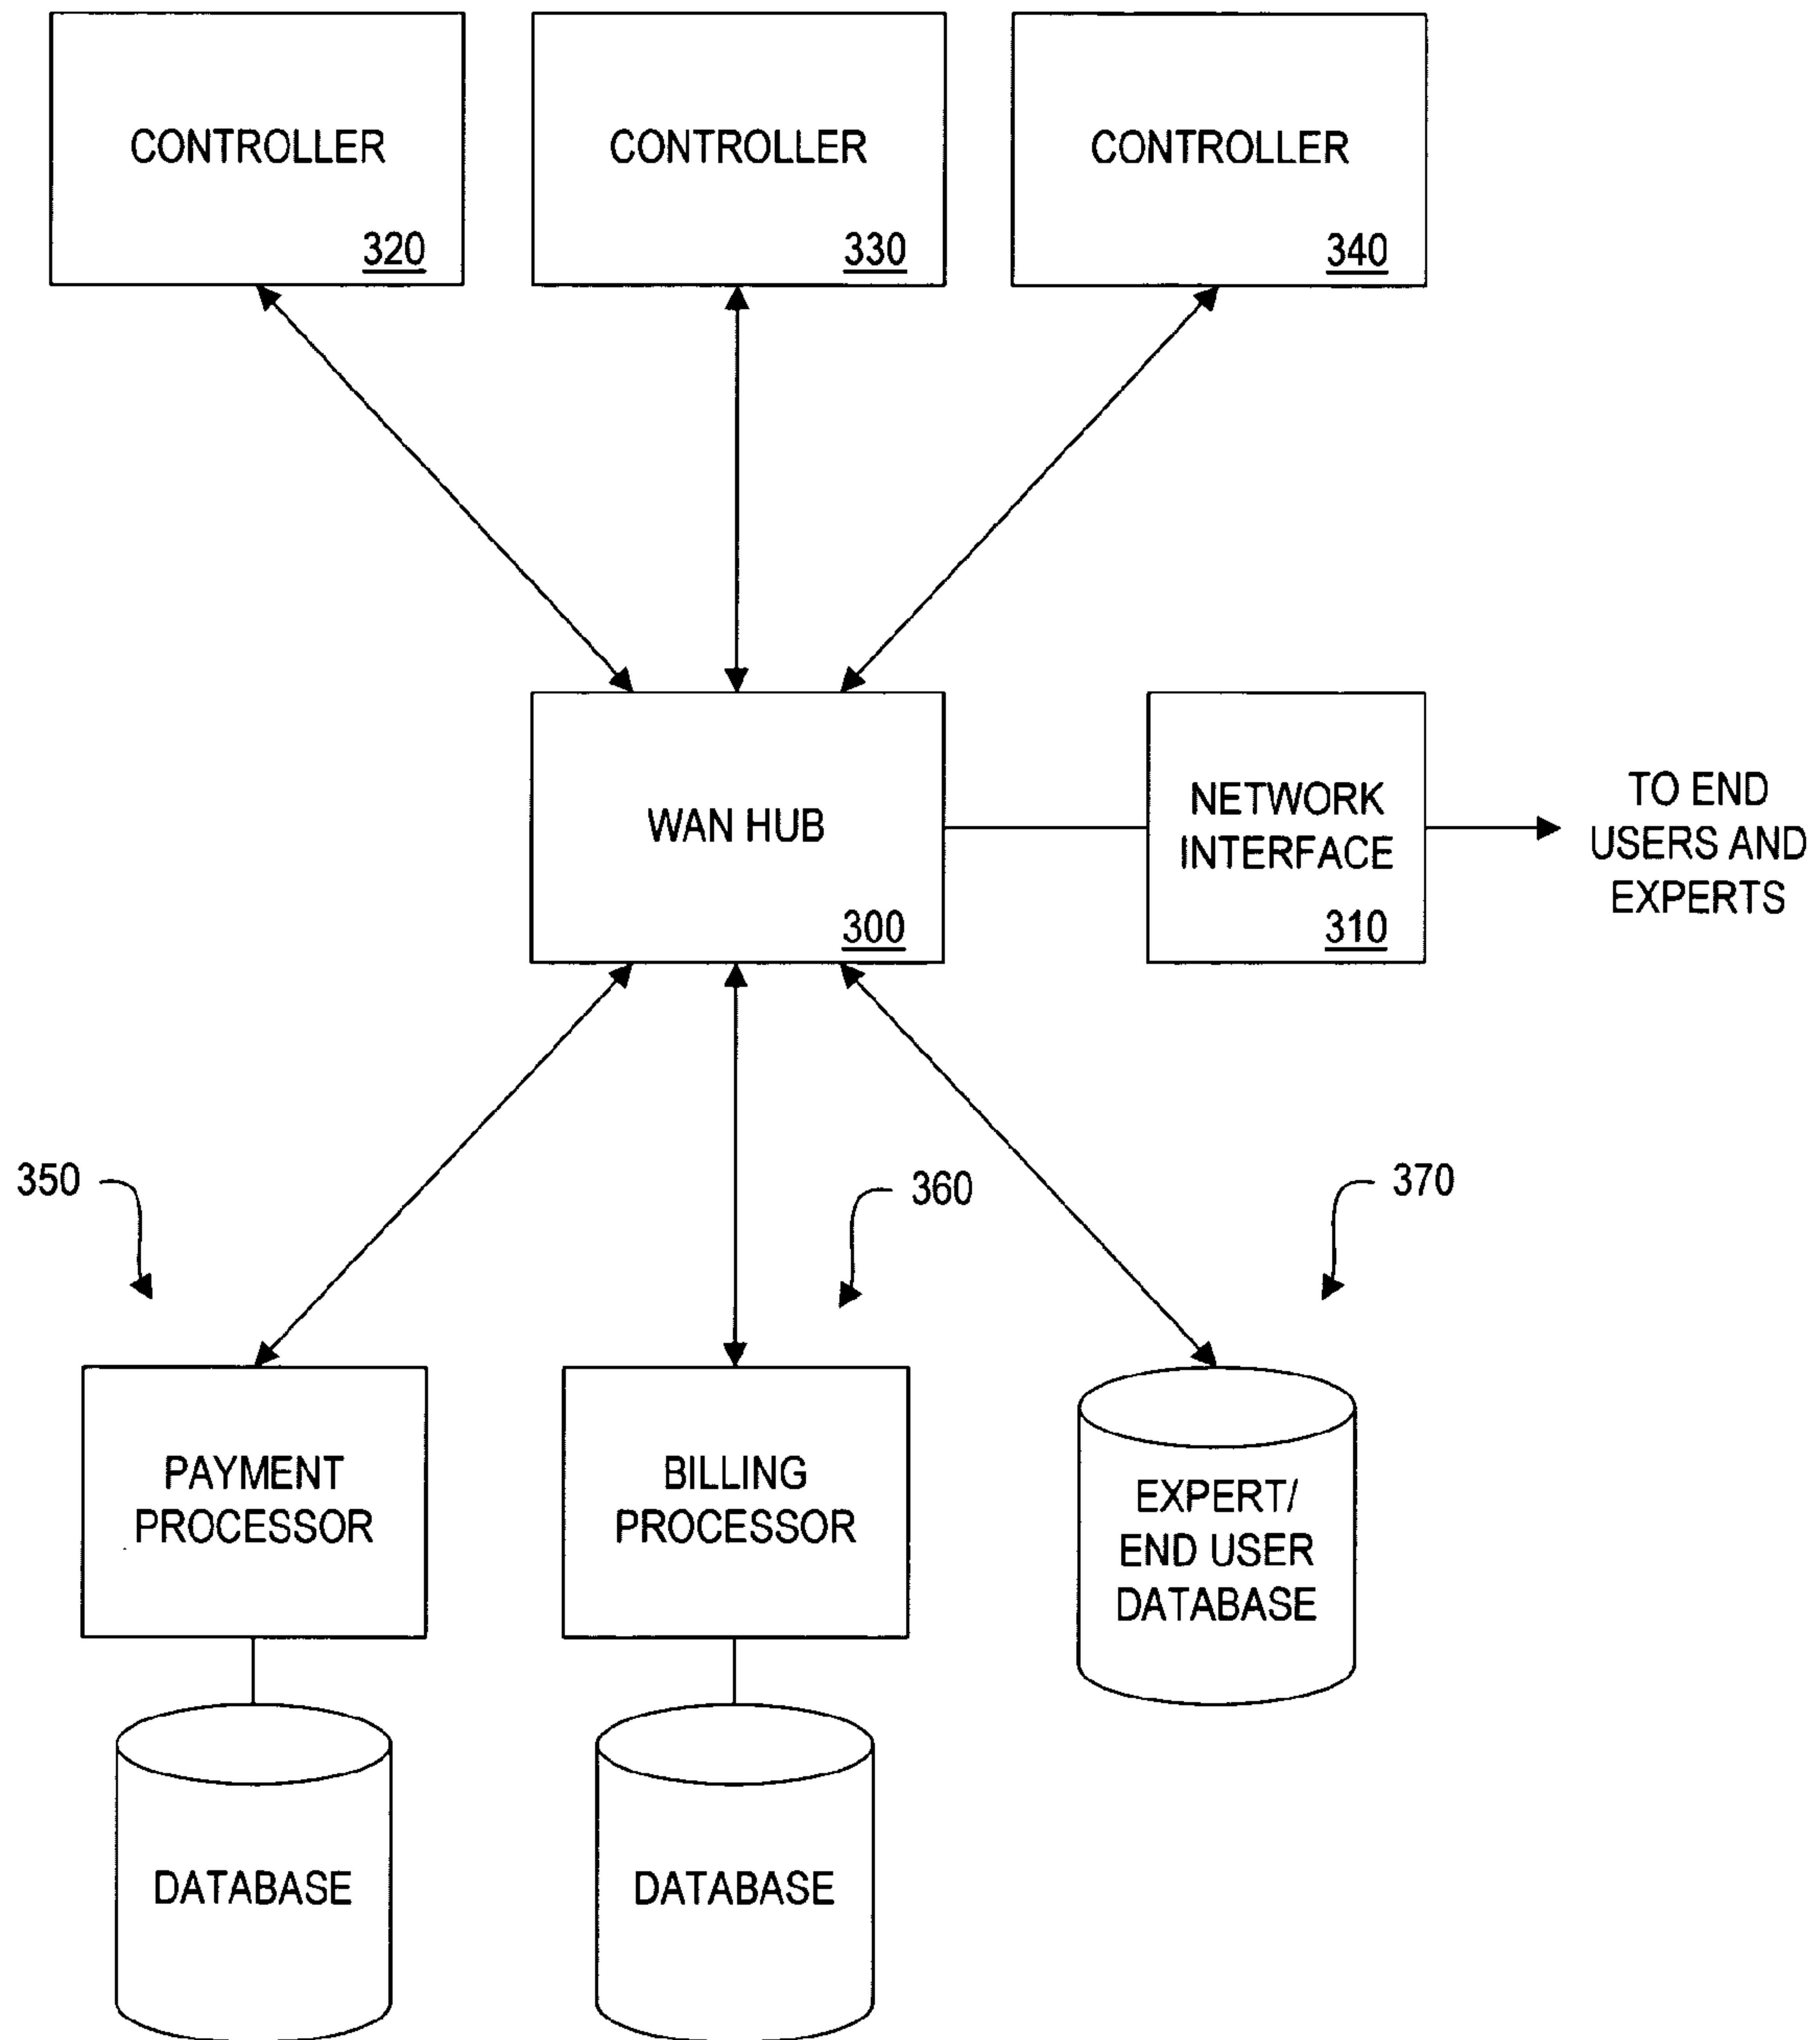 CONTROLLER
320
CONTROLLER
330
CONTROLLER
340
WAN HUB
300
NETWORK
INTERFACE
310
TO END
USERS AND
EXPERTS
350
360
370
PAYMENT
PROCESSOR
BILLING
PROCESSOR
EXPERT/
END USER
DATABASE
DATABASE
DATABASE